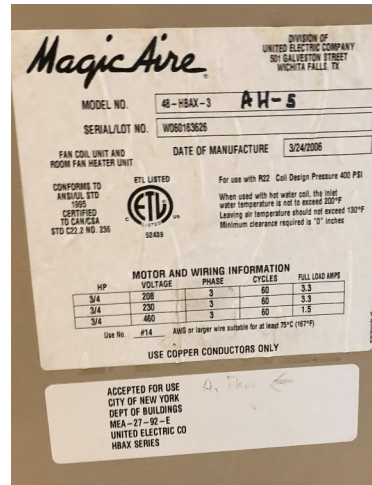 Magic Aire
DIVISION OF
UNITED ELECTRIC COMPANY
501 GALVESTON STREET
WICHITA FALLS, TX
MODEL NO. 48-HBAX-3 AH-5
SERIAL/LOT NO. W060163626
FAN COIL UNIT AND
ROOM FAN HEATER UNIT
DATE OF MANUFACTURE 3/24/2006
CONFORMS TO
ANSI/UL STD
1995
CERTIFIED
TO CAN/CSA
STD C22.2 NO. 236
ETL LISTED
ETL
C US
LISTED
52486
For use with R22 Coil Design Pressure 400 PSI
When used with hot water coil, the inlet
water temperature is not to exceed 200°F
Leaving air temperature should not exceed 130°F
Minimum clearance required is "0" inches
MOTOR AND WIRING INFORMATION
HP VOLTAGE PHASE CYCLES FULL LOAD AMPS
3/4 208 3 60 3.3
3/4 230 3 60 3.3
3/4 460 3 60 1.5
Use No. #14 AWG or larger wire suitable for at least 75°C (167°F)
USE COPPER CONDUCTORS ONLY
ACCEPTED FOR USE
CITY OF NEW YORK
DEPT OF BUILDINGS
MEA-27-92-E
UNITED ELECTRIC CO
HBAX SERIES